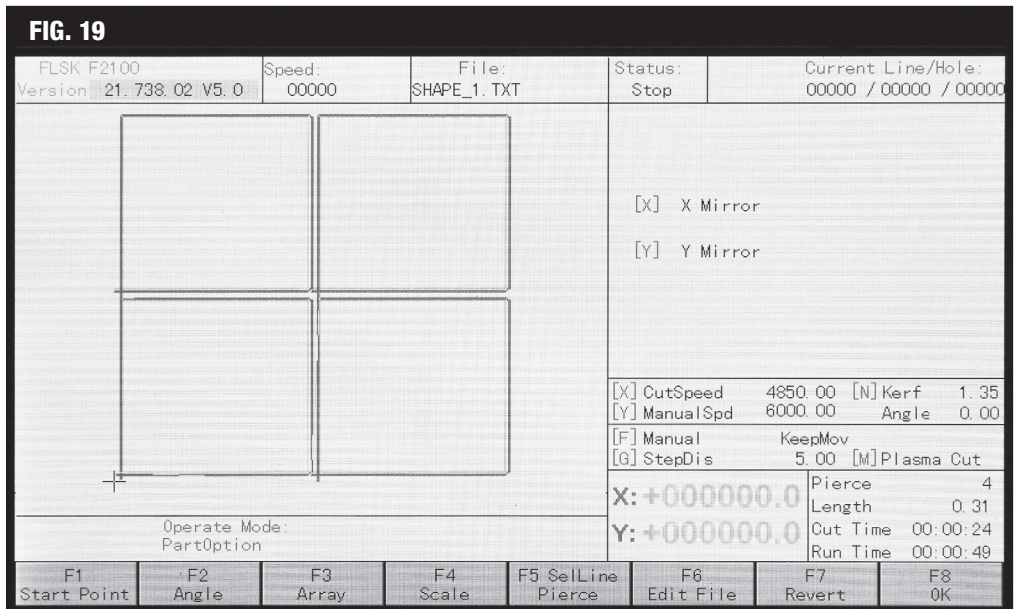 FIG. 19
FLSK F2100
Version 21.738.02 V5.0
Speed:
00000
File:
SHAPE_1.TXT
Status:
Stop
Current Line/Hole:
00000 /00000 /00000
[X] X Mirror
[Y] Y Mirror
[X] CutSpeed 4850.00 [N] Kerf 1.35
[Y] ManualSpd 6000.00 Angle 0.00
[F] Manual KeepMov
[G] StepDis 5.00 [M]Plasma Cut
X: +000000.0
Y: +000000.0
Pierce 4
Length 0.31
Cut Time 00:00:24
Run Time 00:00:49
Operate Mode:
PartOption
F1
Start Point
F2
Angle
F3
Array
F4
Scale
F5 SelLine
Pierce
F6
Edit File
F7
Revert
F8
OK